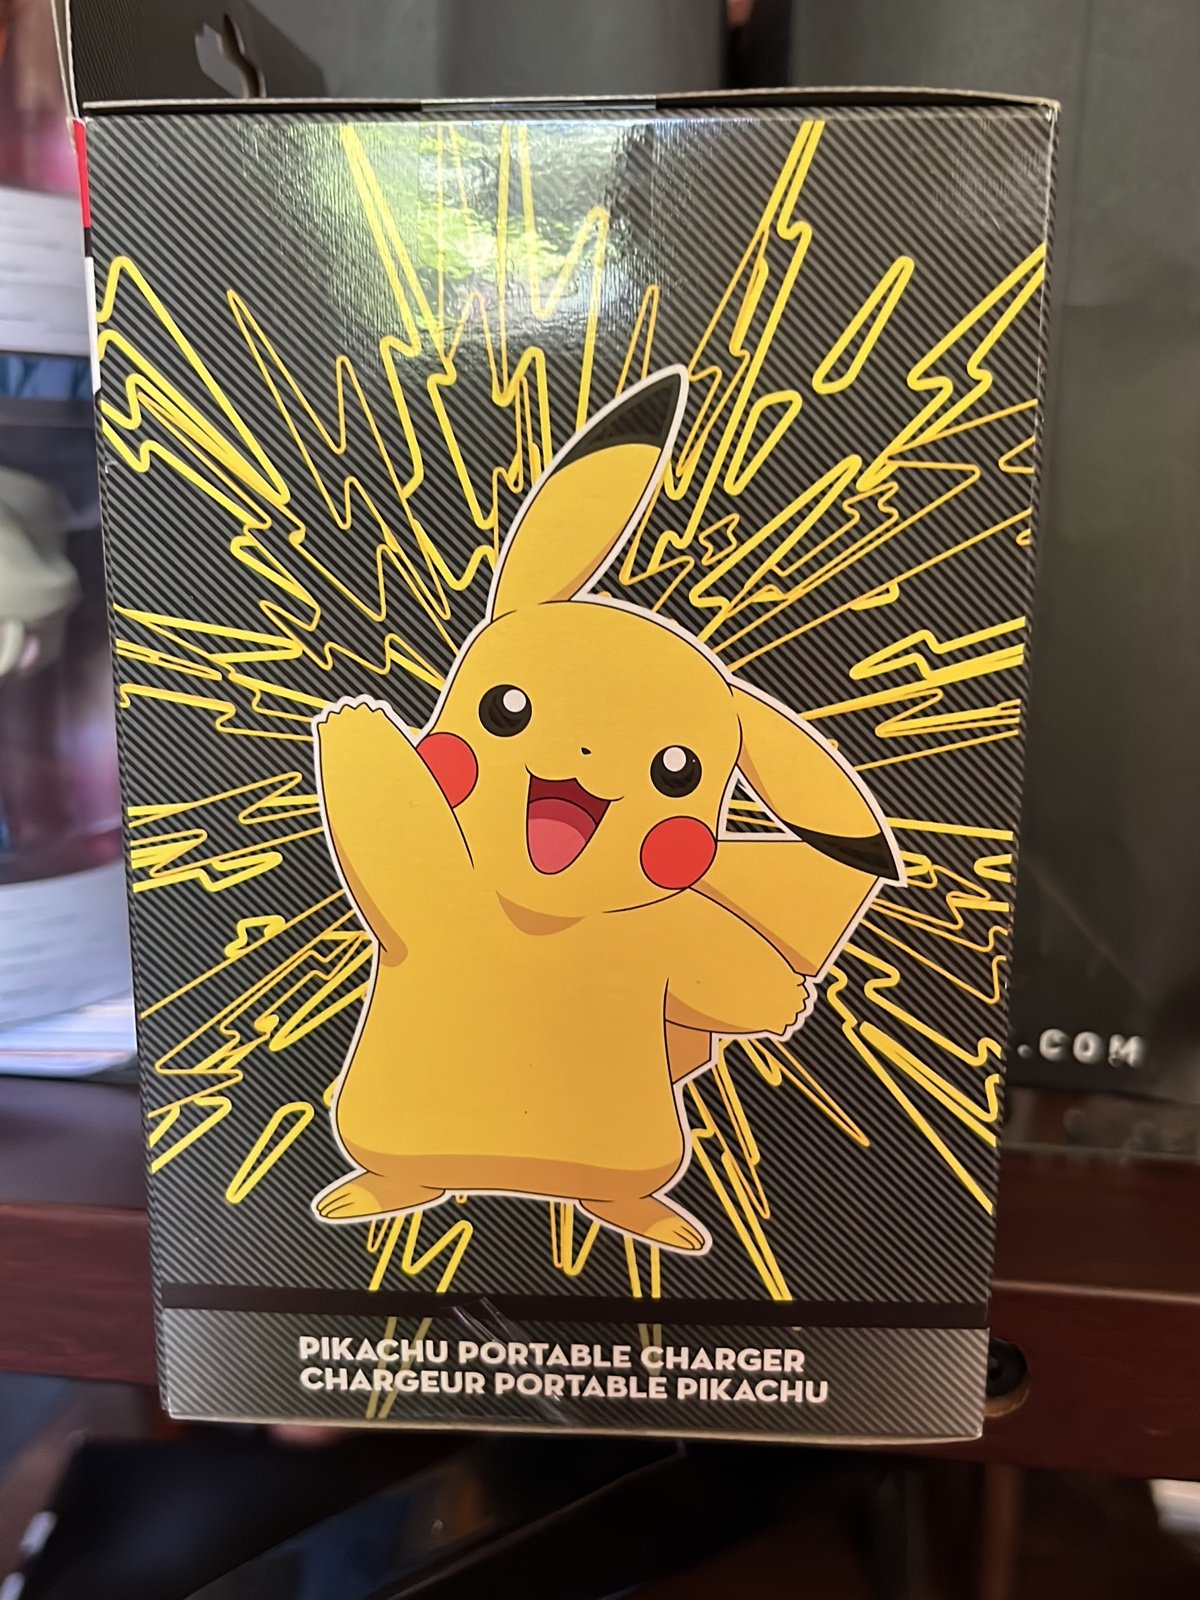 .COM
PIKACHU PORTABLE CHARGER
CHARGEUR PORTABLE PIKACHU